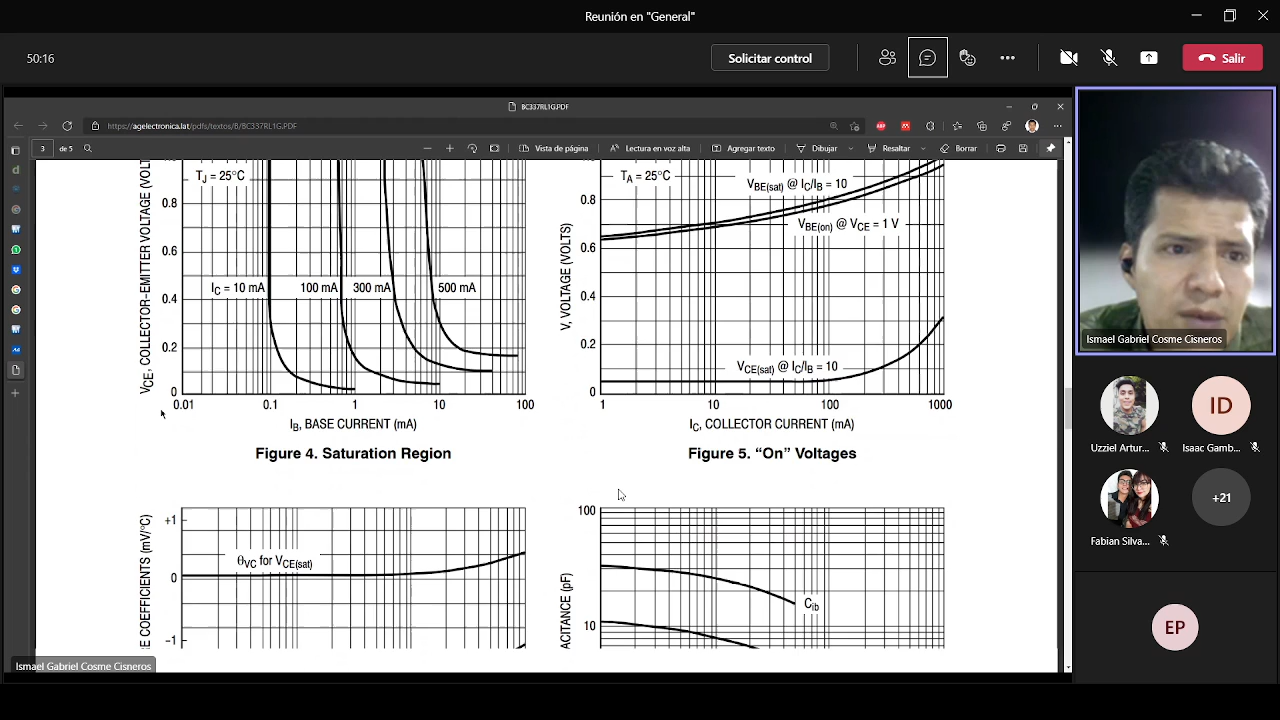 Reunión en "General"
50:16
Solicitar control
Salir
BC337RL1G.PDF
https://agelectronica.lat/pdfs/textos/B/BC337RL1G.PDF
3 de 5
Vista de página
Lectura en voz alta
Agregar texto
Dibujar
Resaltar
Borrar
VCE, COLLECTOR-EMITTER VOLTAGE (VOLT
TJ = 25°C
0.8
0.6
0.4
0.2
0
IC = 10 mA
100 mA
300 mA
500 mA
0.01
0.1
1
10
100
IB, BASE CURRENT (mA)
Figure 4. Saturation Region
V, VOLTAGE (VOLTS)
TA = 25°C
VBE(sat) @ IC/IB = 10
VBE(on) @ VCE = 1 V
VCE(sat) @ IC/IB = 10
0.8
0.6
0.4
0.2
0
1
10
100
1000
IC, COLLECTOR CURRENT (mA)
Figure 5. “On” Voltages
E COEFFICIENTS (mV/°C)
+1
0
-1
θVC for VCE(sat)
ACITANCE (pF)
100
10
Cib
Ismael Gabriel Cosme Cisneros
Ismael Gabriel Cosme Cisneros
Uzziel Artur...
ID
Isaac Gamb...
Fabian Silva...
+21
EP